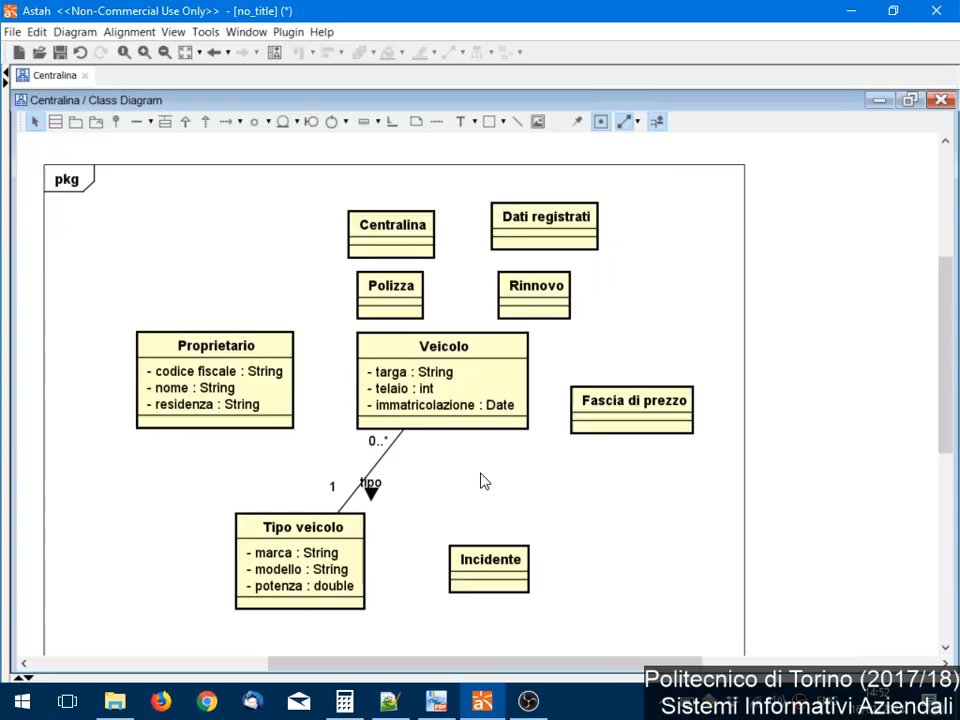 Astah <<Non-Commercial Use Only>> - [no_title] (*)
File Edit Diagram Alignment View Tools Window Plugin Help
Centralina
Centralina / Class Diagram
T
pkg
Centralina
Dati registrati
Polizza
Rinnovo
Proprietario
- codice fiscale : String
- nome : String
- residenza : String
Veicolo
- targa : String
- telaio : int
- immatricolazione : Date
Fascia di prezzo
0..*
1
tipo
Tipo veicolo
- marca : String
- modello : String
- potenza : double
Incidente
Politecnico di Torino (2017/18)
14:52
Sistemi Informativi Aziendali